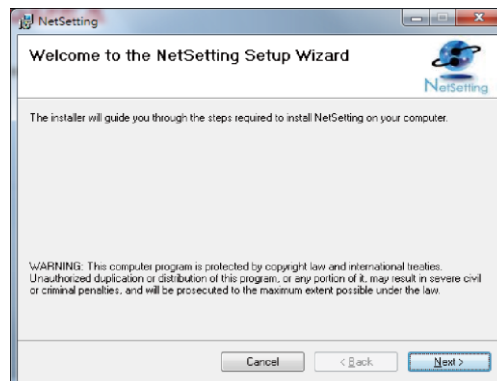 NetSetting
Welcome to the NetSetting Setup Wizard
NetSetting
The installer will guide you through the steps required to install NetSetting on your computer.
WARNING: This computer program is protected by copyright law and international treaties.
Unauthorized duplication or distribution of this program, or any portion of it, may result in severe civil
or criminal penalties, and will be prosecuted to the maximum extent possible under the law.
Cancel < Back Next >